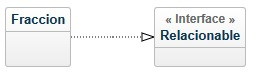 Fraccion
« Interface »
Relacionable